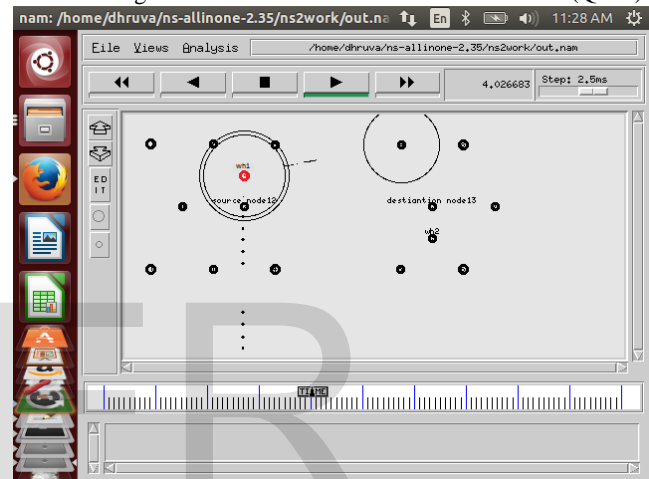 nam: /home/dhruva/ns-allinone-2.35/ns2work/out.na En 11:28 AM
File Views Analysis /home/dhruva/ns-allinone-2.35/ns2work/out.nam
4.026683 Step: 2.5ms
ED
IT
wh1
source node12
destiantion node13
wh2
TIME